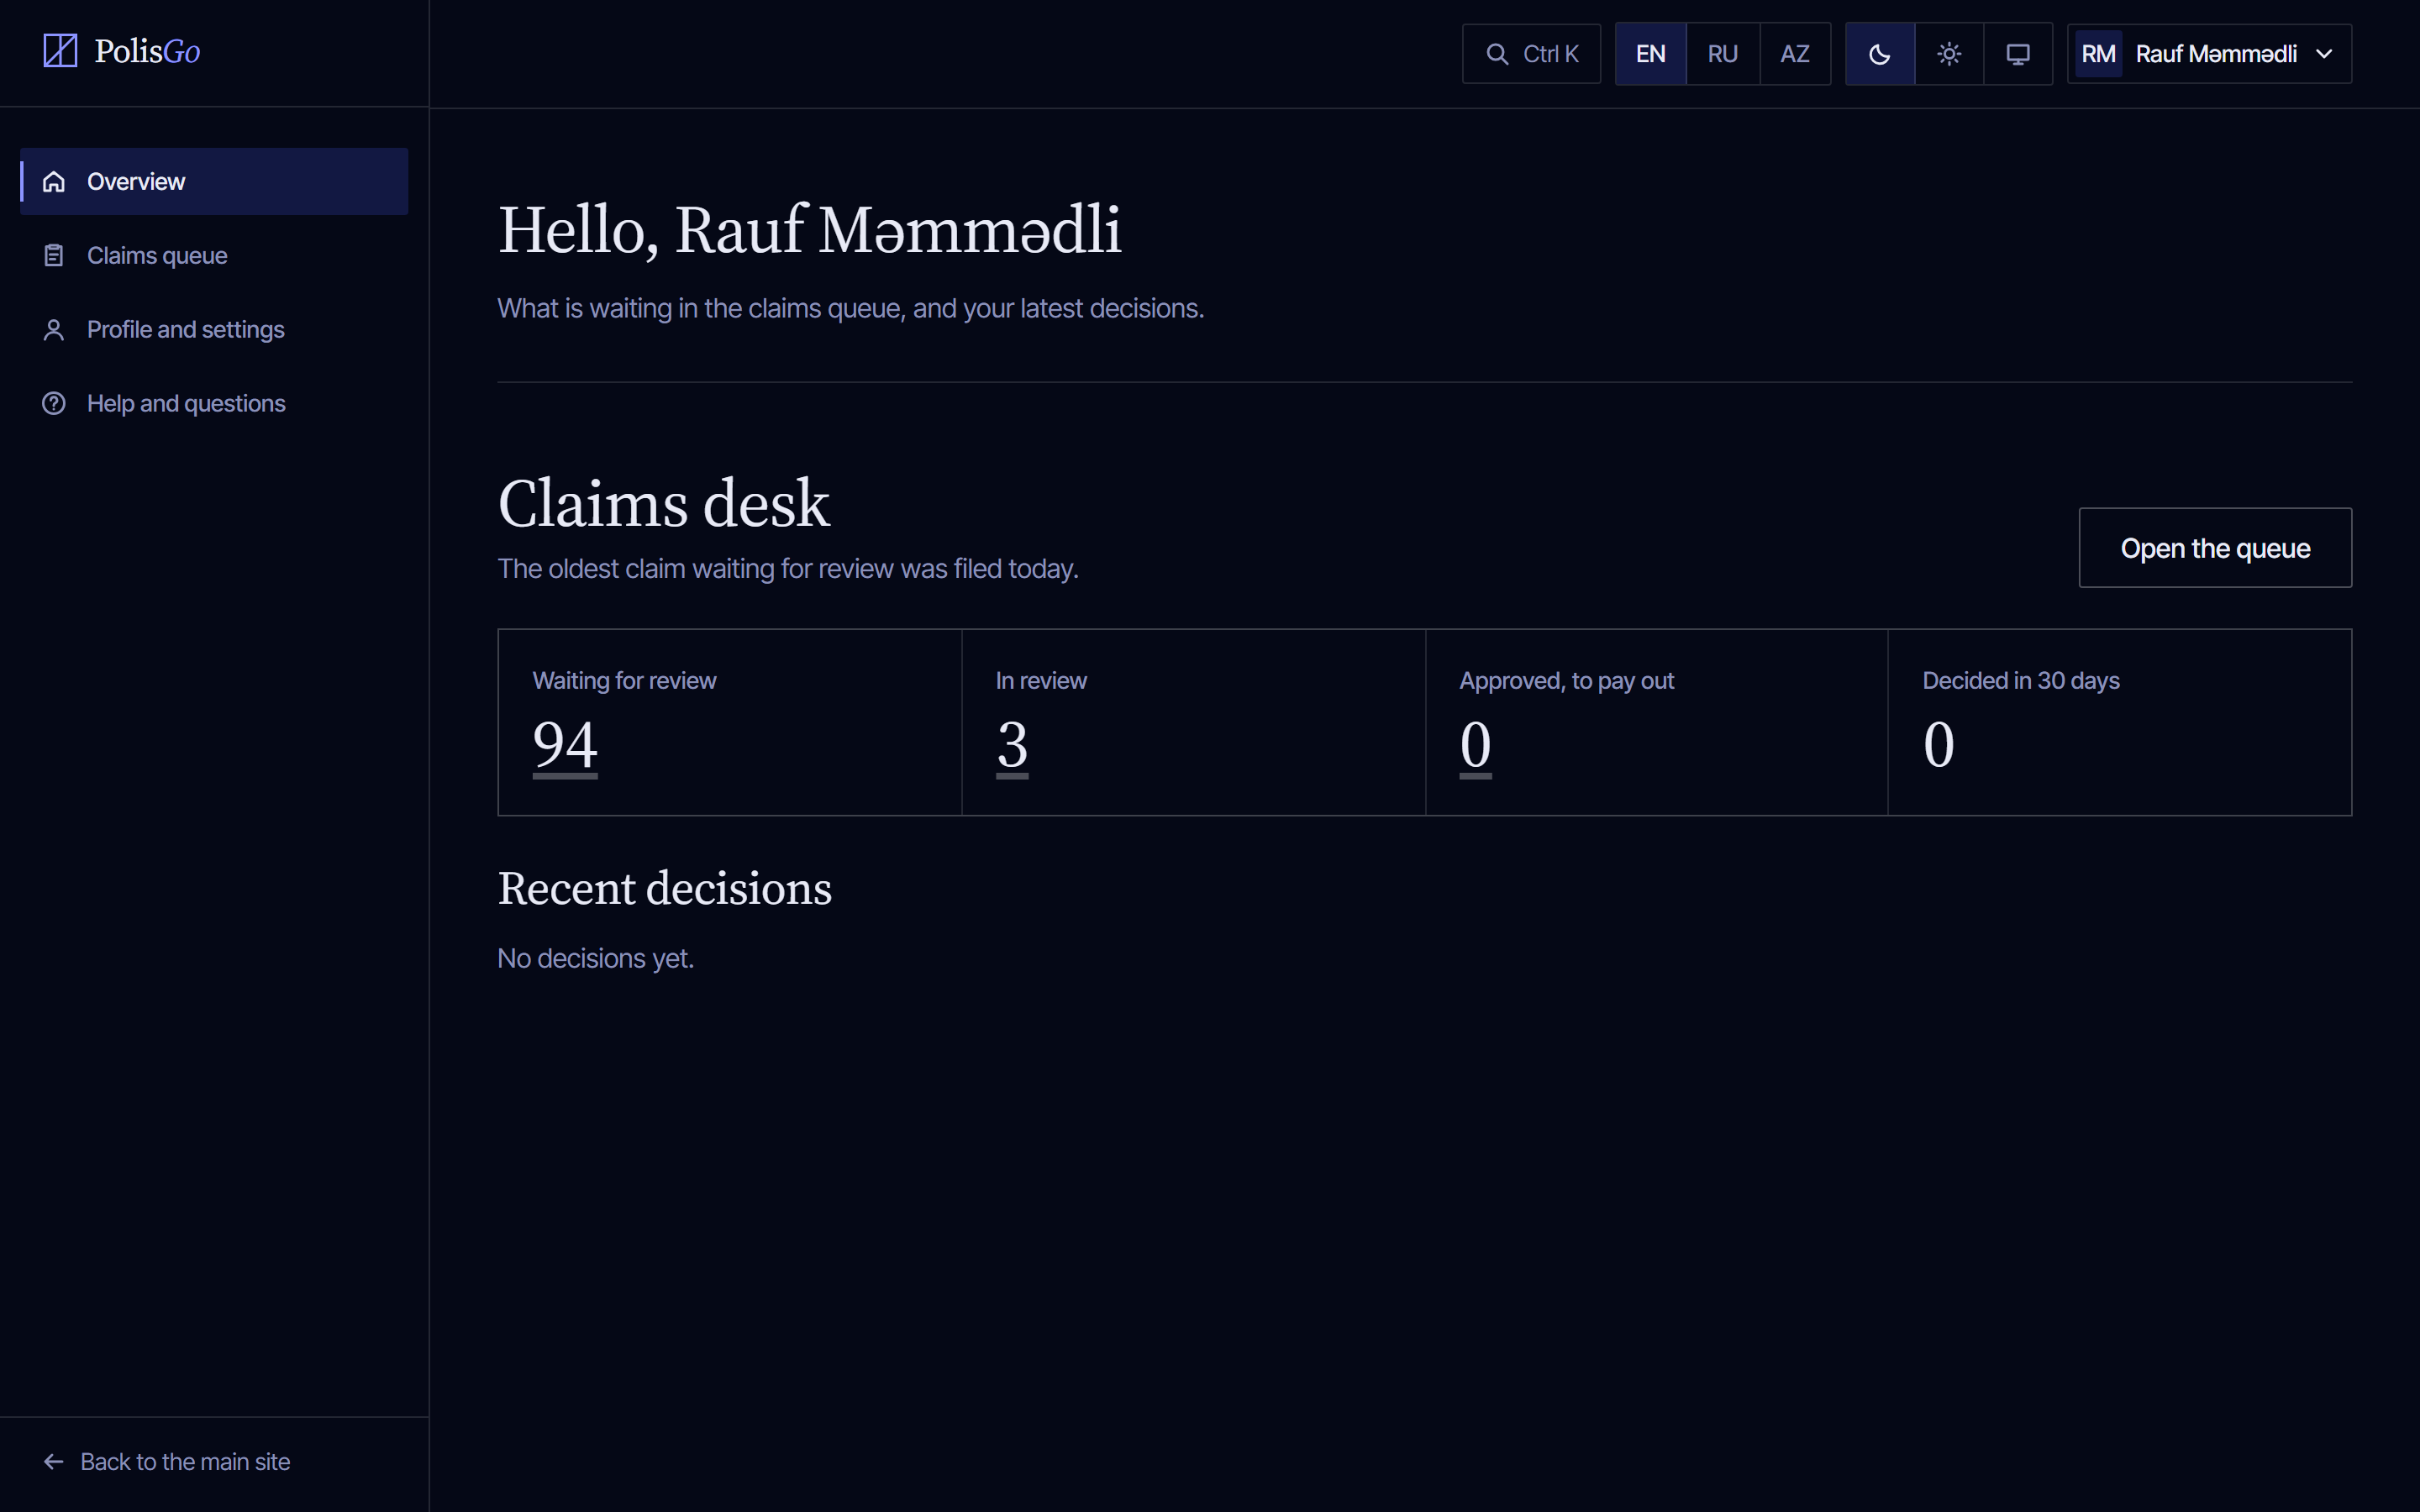 PolisGo
Ctrl K
EN
RU
AZ
RM
Rauf Məmmədli
Overview
Claims queue
Profile and settings
Help and questions
Hello, Rauf Məmmədli
What is waiting in the claims queue, and your latest decisions.
Claims desk
The oldest claim waiting for review was filed today.
Open the queue
Waiting for review
94
In review
3
Approved, to pay out
0
Decided in 30 days
0
Recent decisions
No decisions yet.
Back to the main site